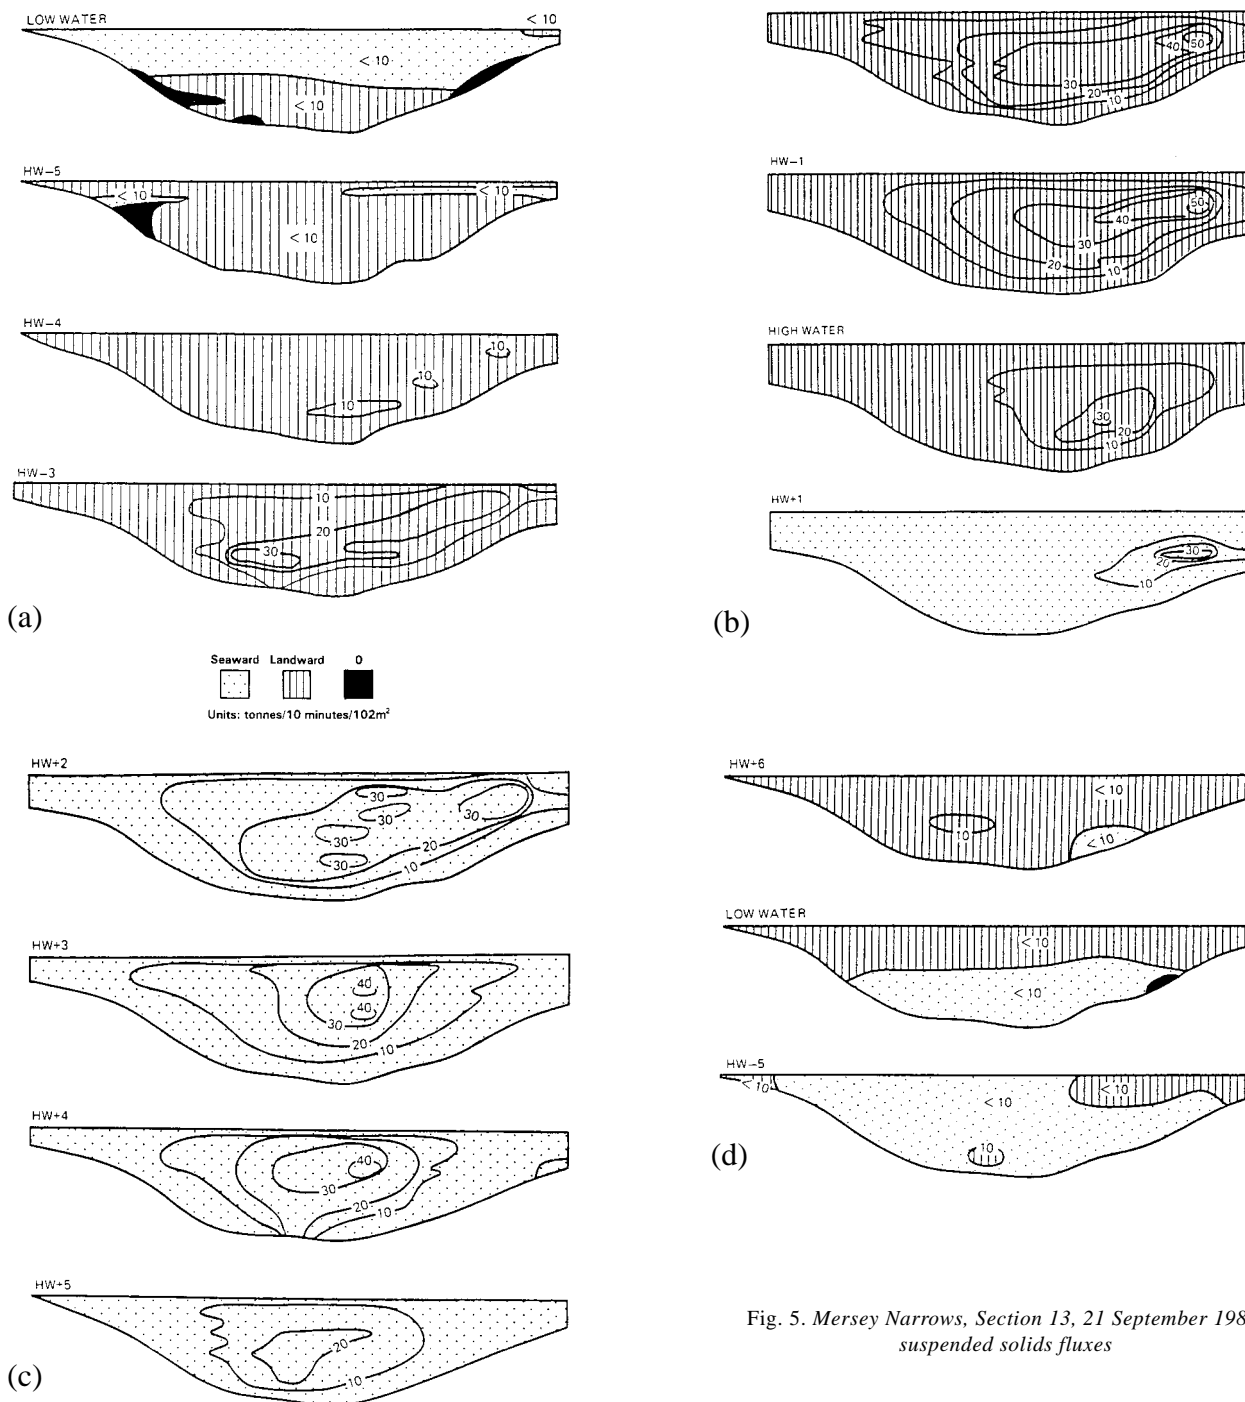 LOW WATER
< 10
< 10
< 10
HW-5
< 10
< 10
< 10
HW-4
10
10
10
HW-3
10
20
30
(a)
40
50
30
20
10
HW-1
50
40
30
20
10
HIGH WATER
30
20
10
HW+1
30
20
10
(b)
Seaward Landward 0
Units: tonnes/10 minutes/102m²
HW+2
30
30
30
30
30
20
10
HW+3
40
40
30
20
10
HW+4
40
30
20
10
HW+5
20
10
(c)
HW+6
< 10
10
< 10
LOW WATER
< 10
< 10
HW-5
< 10
< 10
< 10
10
(d)
Fig. 5. Mersey Narrows, Section 13, 21 September 198
suspended solids fluxes